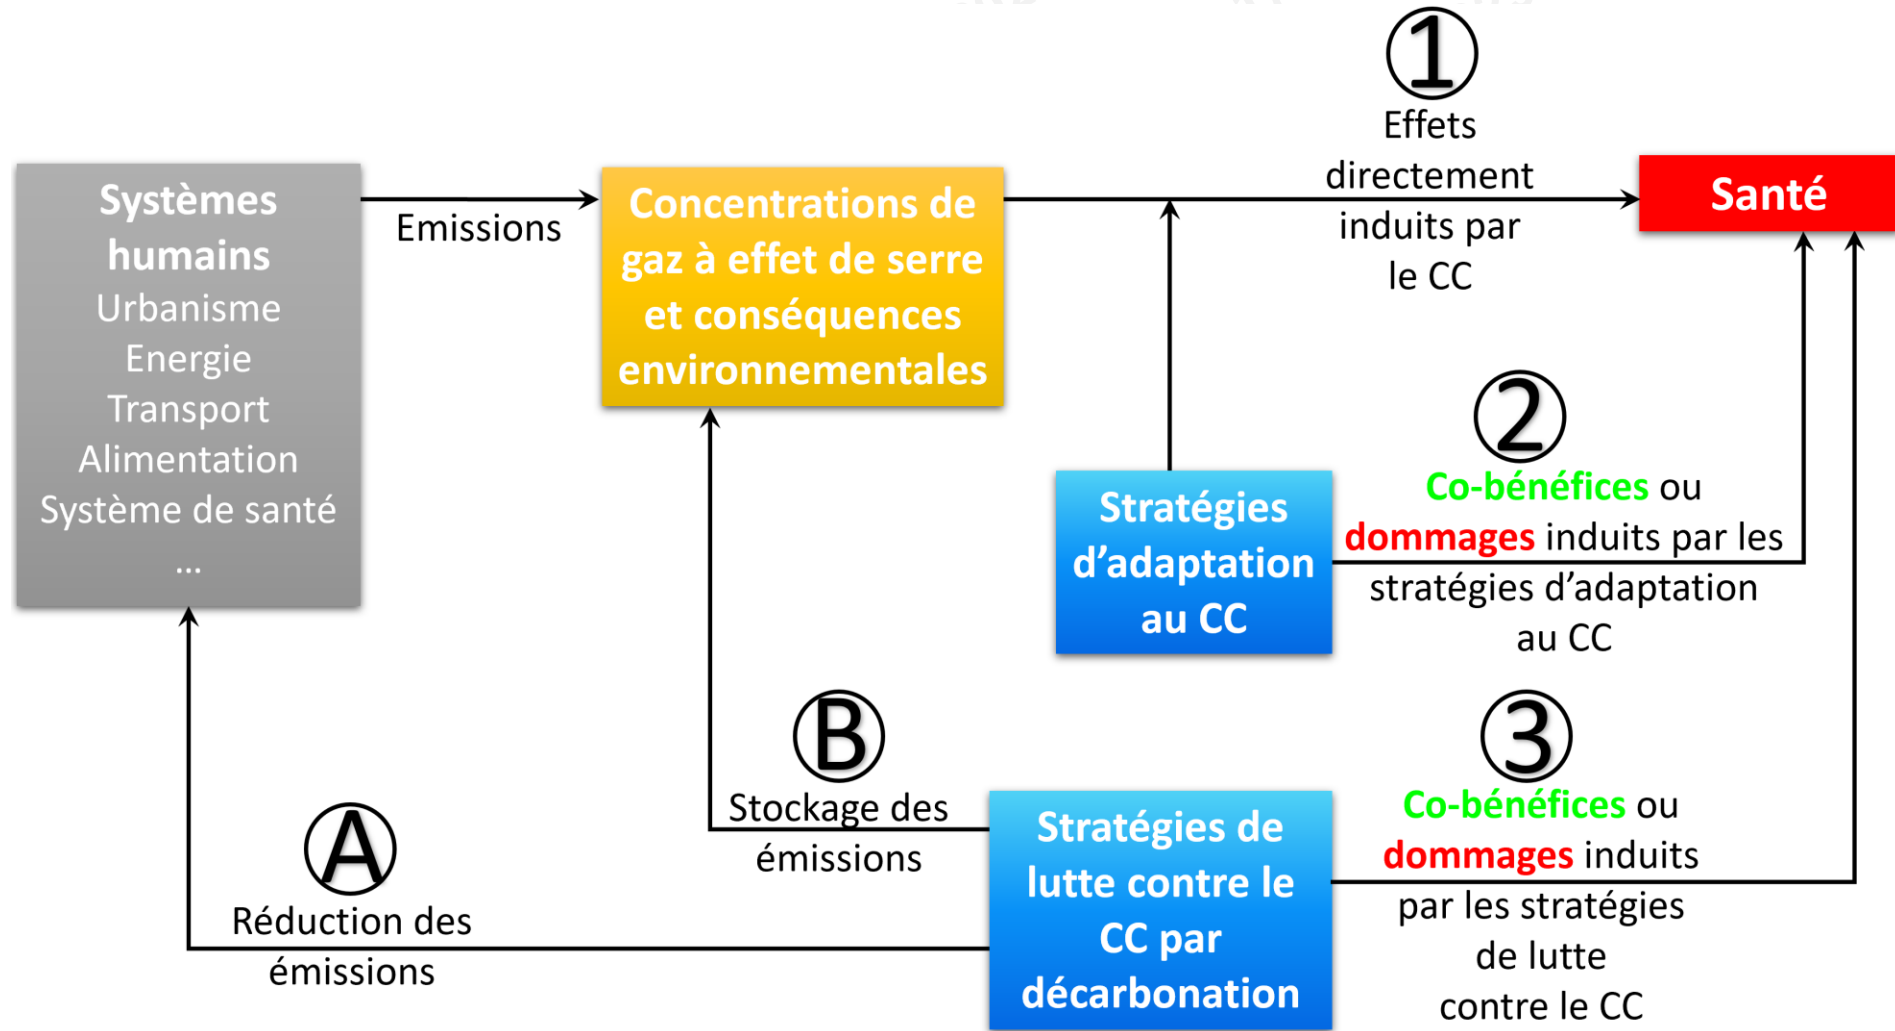 Systèmes
humains
Urbanisme
Energie
Transport
Alimentation
Système de santé
...
Emissions
Concentrations de
gaz à effet de serre
et conséquences
environnementales
1
Effets
directement
induits par
le CC
Santé
Stratégies
d’adaptation
au CC
2
Co-bénéfices ou
dommages induits par les
stratégies d’adaptation
au CC
A
Réduction des
émissions
B
Stockage des
émissions
Stratégies de
lutte contre le
CC par
décarbonation
3
Co-bénéfices ou
dommages induits
par les stratégies
de lutte
contre le CC